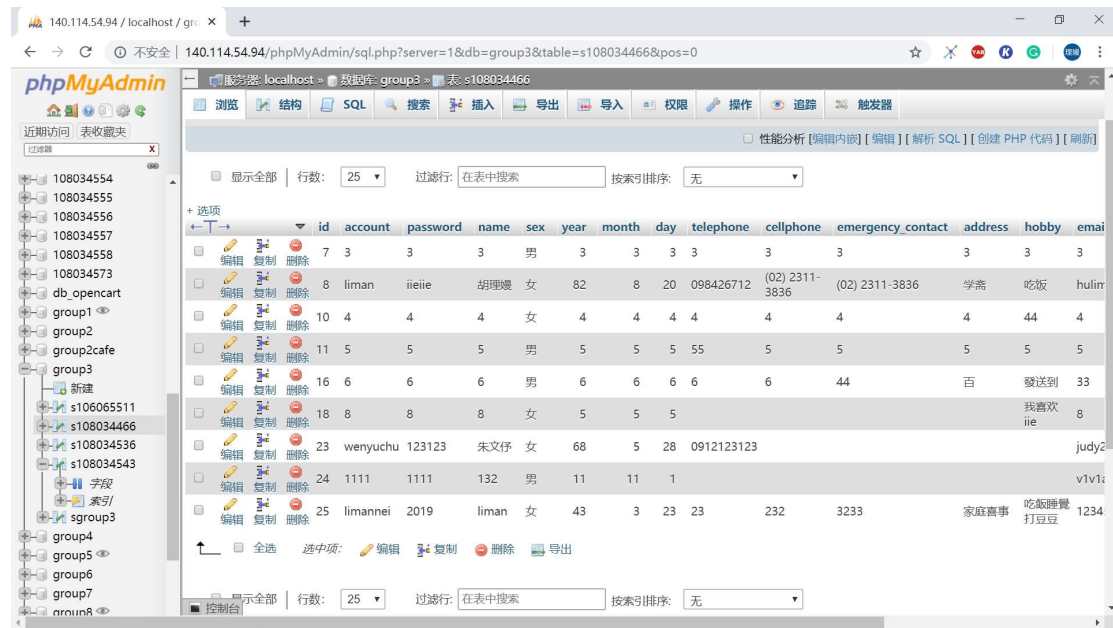 140.114.54.94 / localhost / gro
不安全 | 140.114.54.94/phpMyAdmin/sql.php?server=1&db=group3&table=s108034466&pos=0
phpMyAdmin
近期访问 表收藏夹
过滤器 X
108034554
108034555
108034556
108034557
108034558
108034573
db_opencart
group1
group2
group2cafe
group3
新建
s106065511
s108034466
s108034536
s108034543
字段
索引
sgroup3
group4
group5
group6
group7
group8
服务器: localhost » 数据库: group3 » 表: s108034466
浏览 结构 SQL 搜索 插入 导出 导入 权限 操作 追踪 触发器
性能分析 [编辑内嵌] [ 编辑 ] [ 解析 SQL ] [ 创建 PHP 代码 ] [ 刷新]
显示全部 | 行数: 25 过滤行: 在表中搜索 按索引排序: 无
+ 选项
←T→ id account password name sex year month day telephone cellphone emergency_contact address hobby emai
编辑 复制 删除 7 3 3 3 男 3 3 3 3 3 3 3 3 3
编辑 复制 删除 8 liman iieiie 胡理嫚 女 82 8 20 098426712 (02) 2311-3836 (02) 2311-3836 学斋 吃饭 hulim
编辑 复制 删除 10 4 4 4 女 4 4 4 4 4 4 4 44 4
编辑 复制 删除 11 5 5 5 男 5 5 5 55 5 5 5 5 5
编辑 复制 删除 16 6 6 6 男 6 6 6 6 6 44 百 發送到 33
编辑 复制 删除 18 8 8 8 女 5 5 5 我喜欢iie 8
编辑 复制 删除 23 wenyuchu 123123 朱文伃 女 68 5 28 0912123123 judy2
编辑 复制 删除 24 1111 1111 132 男 11 11 1 v1v1a
编辑 复制 删除 25 limannei 2019 liman 女 43 3 23 23 232 3233 家庭喜事 吃飯睡覺打豆豆 1234
全选 选中项: 编辑 复制 删除 导出
显示全部 | 行数: 25 过滤行: 在表中搜索 按索引排序: 无
控制台